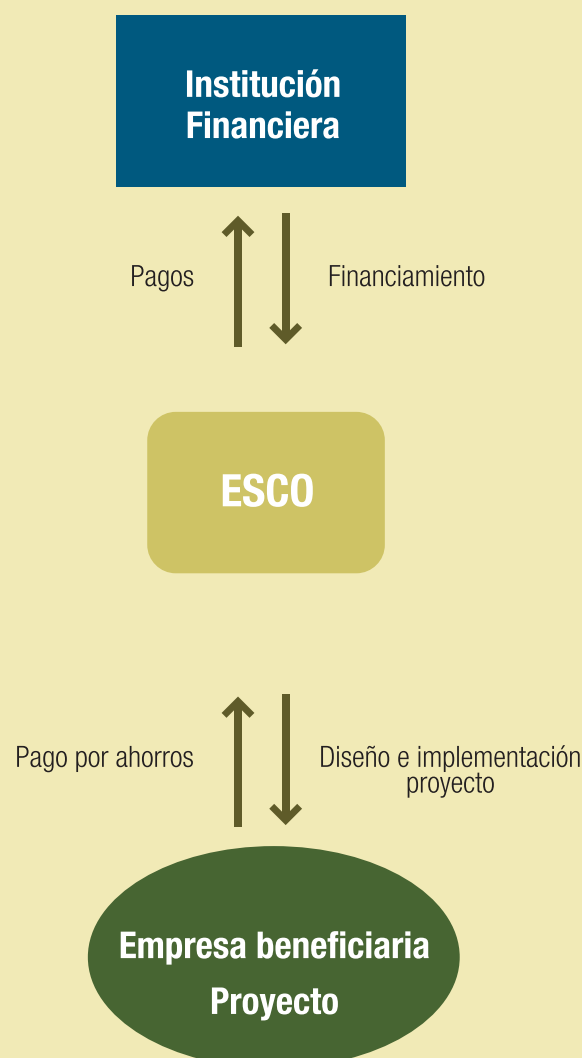 Institución
Financiera
Pagos
Financiamiento
ESCO
Pago por ahorros
Diseño e implementación
proyecto
Empresa beneficiaria
Proyecto